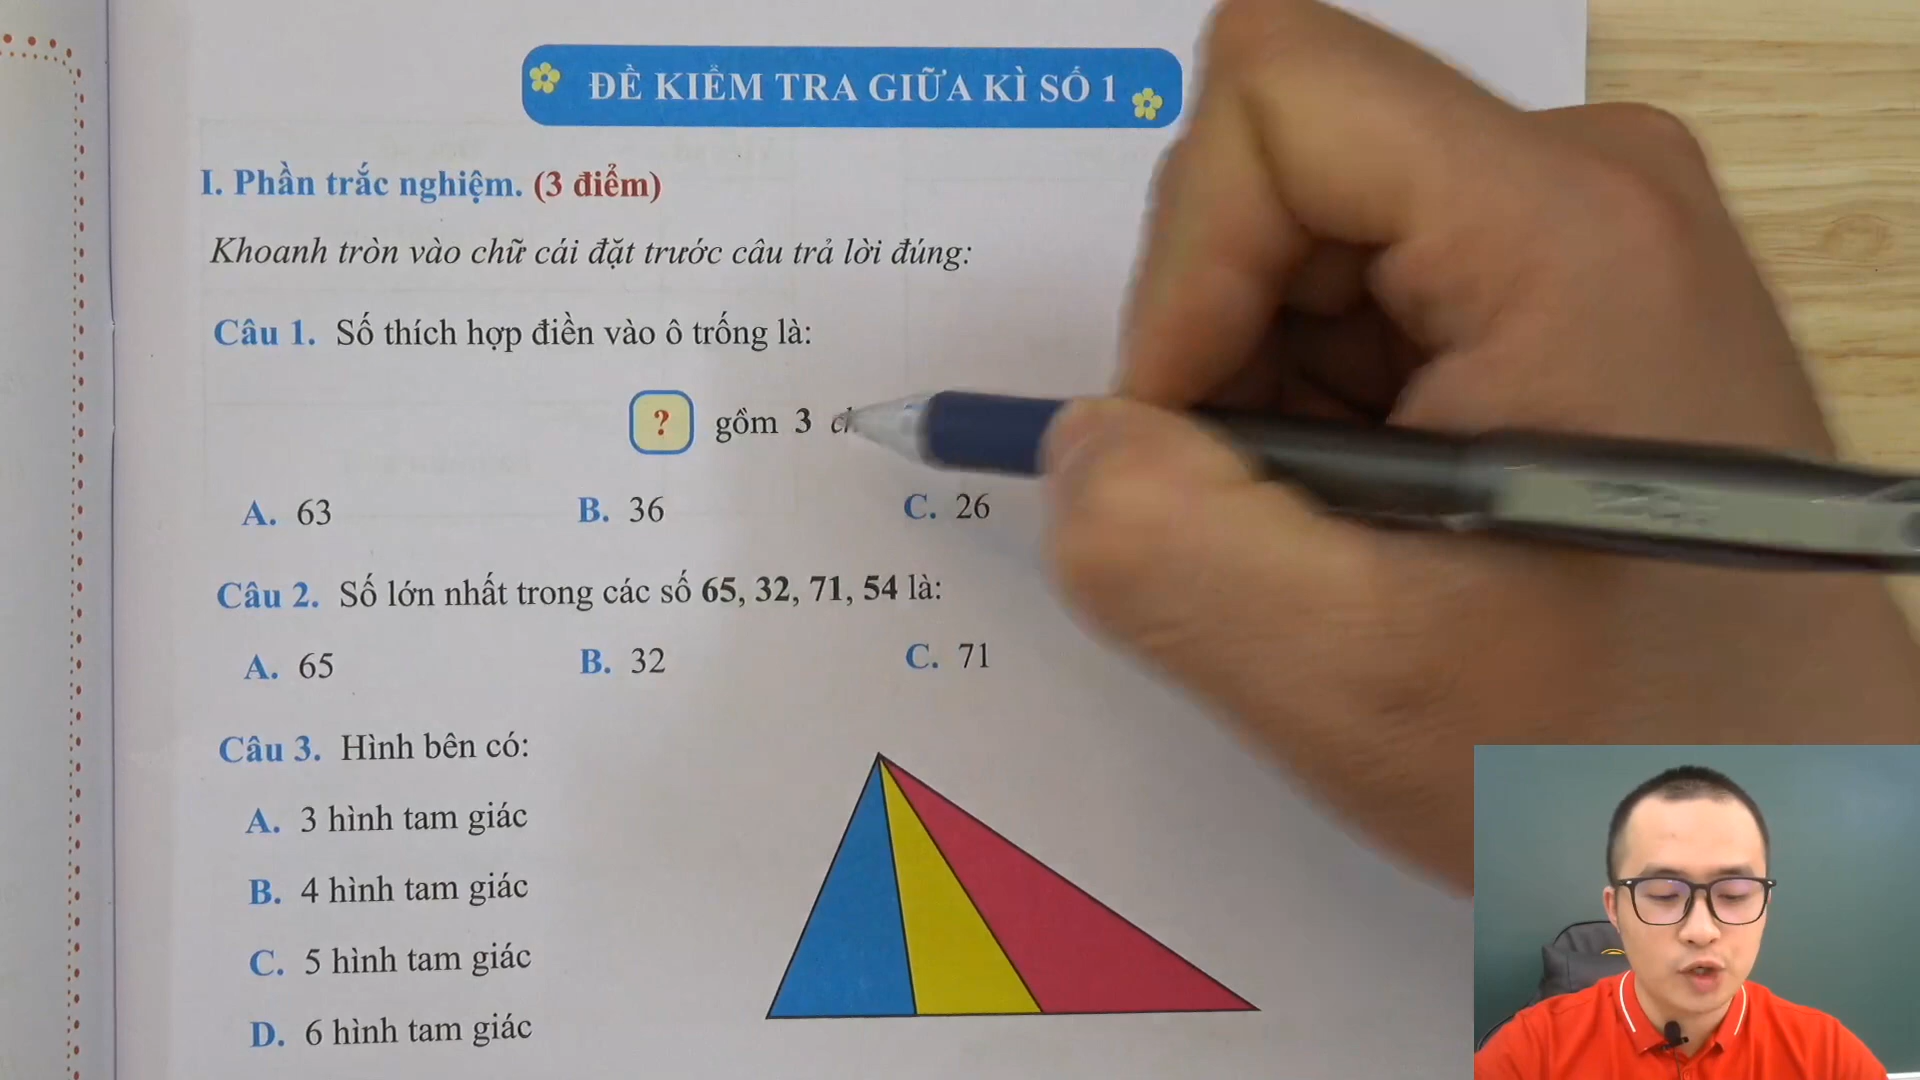 ĐỀ KIỂM TRA GIỮA KÌ SỐ 1
I. Phần trắc nghiệm. (3 điểm)
Khoanh tròn vào chữ cái đặt trước câu trả lời đúng:
Câu 1. Số thích hợp điền vào ô trống là:
? gồm 3
A. 63 B. 36 C. 26
Câu 2. Số lớn nhất trong các số 65, 32, 71, 54 là:
A. 65 B. 32 C. 71
Câu 3. Hình bên có:
A. 3 hình tam giác
B. 4 hình tam giác
C. 5 hình tam giác
D. 6 hình tam giác